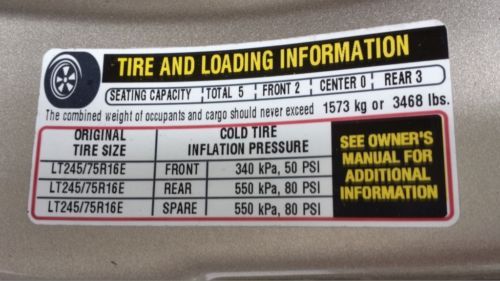 TIRE AND LOADING INFORMATION
SEATING CAPACITY TOTAL 5 FRONT 2 CENTER 0 REAR 3
The combined weight of occupants and cargo should never exceed 1573 kg or 3468 lbs.
ORIGINAL TIRE SIZE COLD TIRE INFLATION PRESSURE
LT245/75R16E FRONT 340 kPa, 50 PSI
LT245/75R16E REAR 550 kPa, 80 PSI
LT245/75R16E SPARE 550 kPa, 80 PSI
SEE OWNER'S
MANUAL FOR
ADDITIONAL
INFORMATION